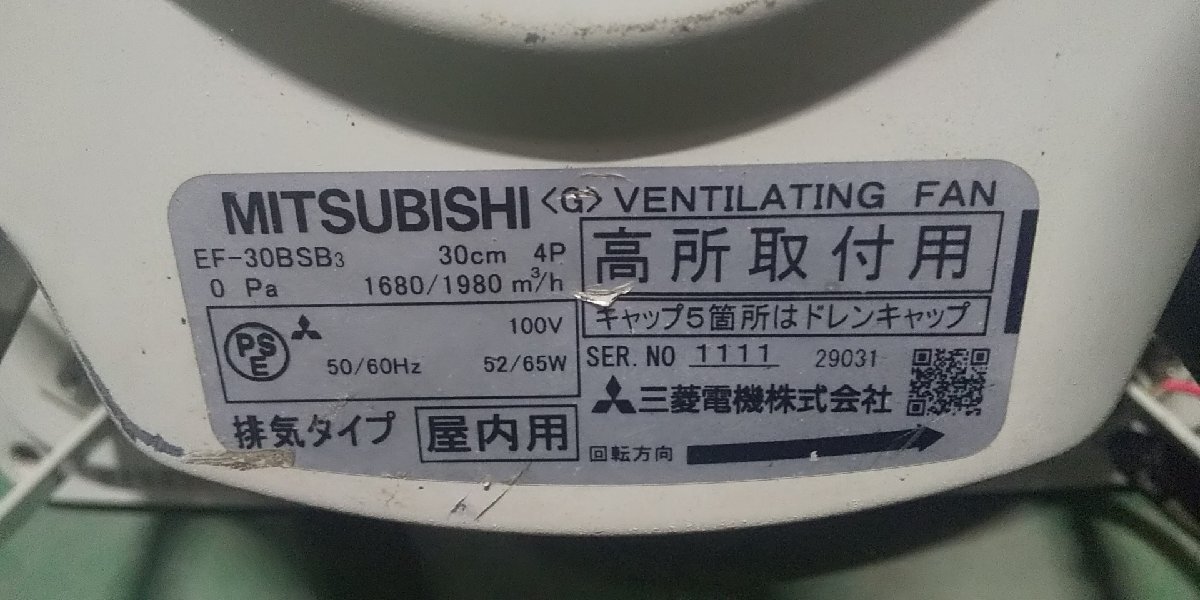 MITSUBISHI 〈G〉 VENTILATING FAN
EF-30BSB3 30cm 4P
0 Pa 1680/1980 m³/h
高所取付用
キャップ5箇所はドレンキャップ
PSE
100V
50/60Hz 52/65W
SER. NO 1111 29031
三菱電機株式会社
排気タイプ 屋内用
回転方向